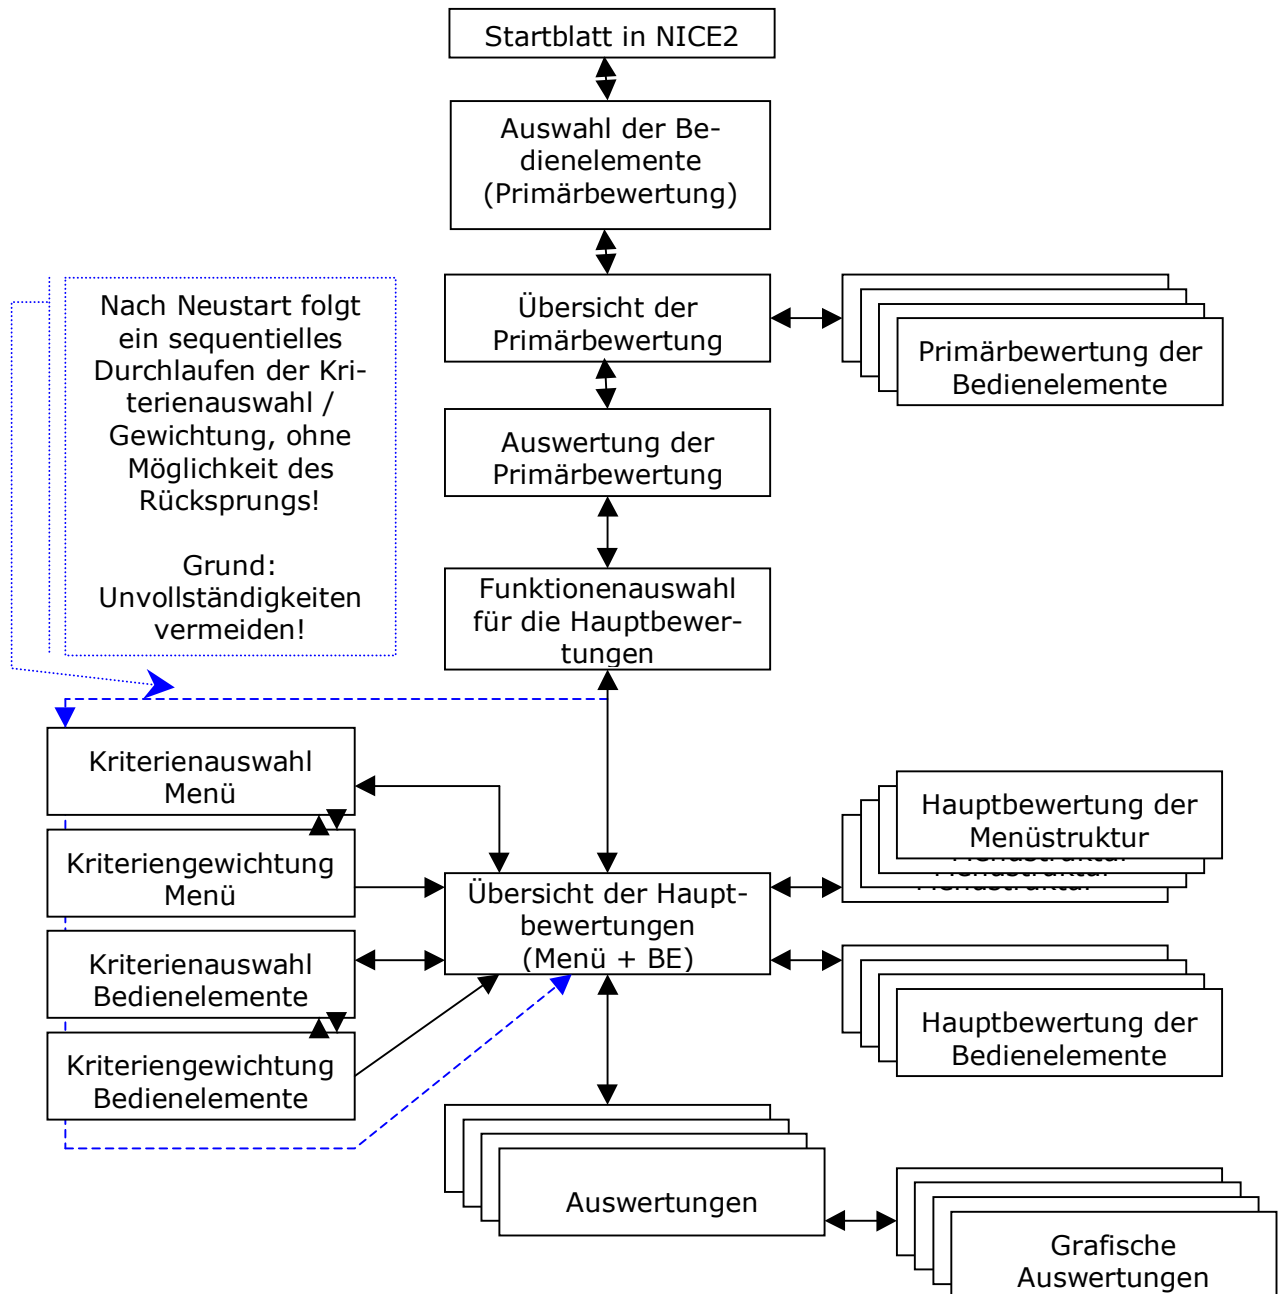 Startblatt in NICE2
Auswahl der Be-
dienelemente
(Primärbewertung)
Übersicht der
Primärbewertung
Primärbewertung der
Bedienelemente
Nach Neustart folgt
ein sequentielles
Durchlaufen der Kri-
terienauswahl /
Gewichtung, ohne
Möglichkeit des
Rücksprungs!
Grund:
Unvollständigkeiten
vermeiden!
Auswertung der
Primärbewertung
Funktionenauswahl
für die Hauptbewer-
tungen
Kriterienauswahl
Menü
Kriteriengewichtung
Menü
Kriterienauswahl
Bedienelemente
Kriteriengewichtung
Bedienelemente
Übersicht der Haupt-
bewertungen
(Menü + BE)
Hauptbewertung der
Menüstruktur
Menüstruktur
Menüstruktur
Hauptbewertung der
Bedienelemente
Auswertungen
Grafische
Auswertungen